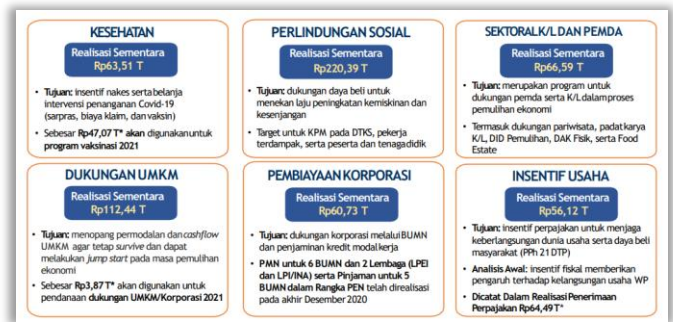 KESEHATAN
Realisasi Sementara
Rp63,51 T
• Tujuan: insentif nakes serta belanja
intervensi penanganan Covid-19
(sarpras, biaya klaim, dan vaksin)
• Sebesar Rp47,07 T* akan digunakan untuk
program vaksinasi 2021
PERLINDUNGAN SOSIAL
Realisasi Sementara
Rp220,39 T
• Tujuan: dukungan daya beli untuk
menekan laju peningkatan kemiskinan dan
kesenjangan
• Target untuk KPM pada DTKS, pekerja
terdampak, serta peserta dan tenagadidik
SEKTORAL K/L DAN PEMDA
Realisasi Sementara
Rp66,59 T
• Tujuan: merupakan program untuk
dukungan pemda serta K/L dalam proses
pemulihan ekonomi
• Termasuk dukungan pariwisata, padat karya
K/L, DID Pemulihan, DAK Fisik, serta Food
Estate
DUKUNGAN UMKM
Realisasi Sementara
Rp112,44 T
• Tujuan: menopang permodalan dan cashflow
UMKM agar tetap survive dan dapat
melakukan jump start pada masa pemulihan
ekonomi
• Sebesar Rp3,87 T* akan digunakan untuk
pendanaan dukungan UMKM/Korporasi 2021
PEMBIAYAAN KORPORASI
Realisasi Sementara
Rp60,73 T
• Tujuan: dukungan korporasi melalui BUMN
dan penjaminan kredit modal kerja
• PMN untuk 6 BUMN dan 2 Lembaga (LPEI
dan LPI/INA) serta Pinjaman untuk 5
BUMN dalam Rangka PEN telah direalisasi
pada akhir Desember 2020
INSENTIF USAHA
Realisasi Sementara
Rp56,12 T
• Tujuan: insentif perpajakan untuk menjaga
keberlangsungan dunia usaha serta daya beli
masyarakat (PPh 21 DTP)
• Analisis Awal: insentif fiskal memberikan
pengaruh terhadap kelangsungan usaha WP
• Dicatat Dalam Realisasi Penerimaan
Perpajakan Rp64,49T*